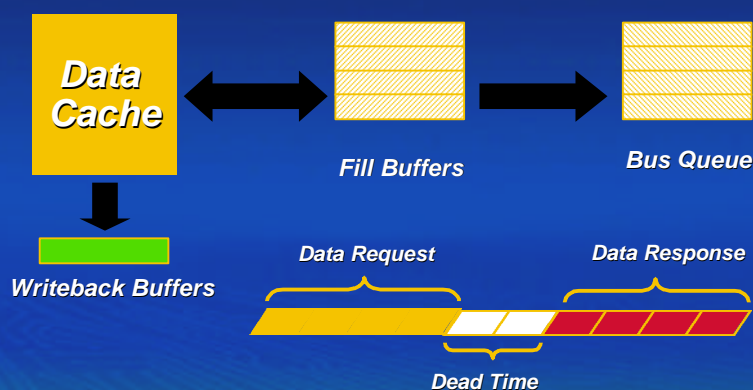 Data
Cache
Fill Buffers
Bus Queue
Writeback Buffers
Data Request
Data Response
Dead Time